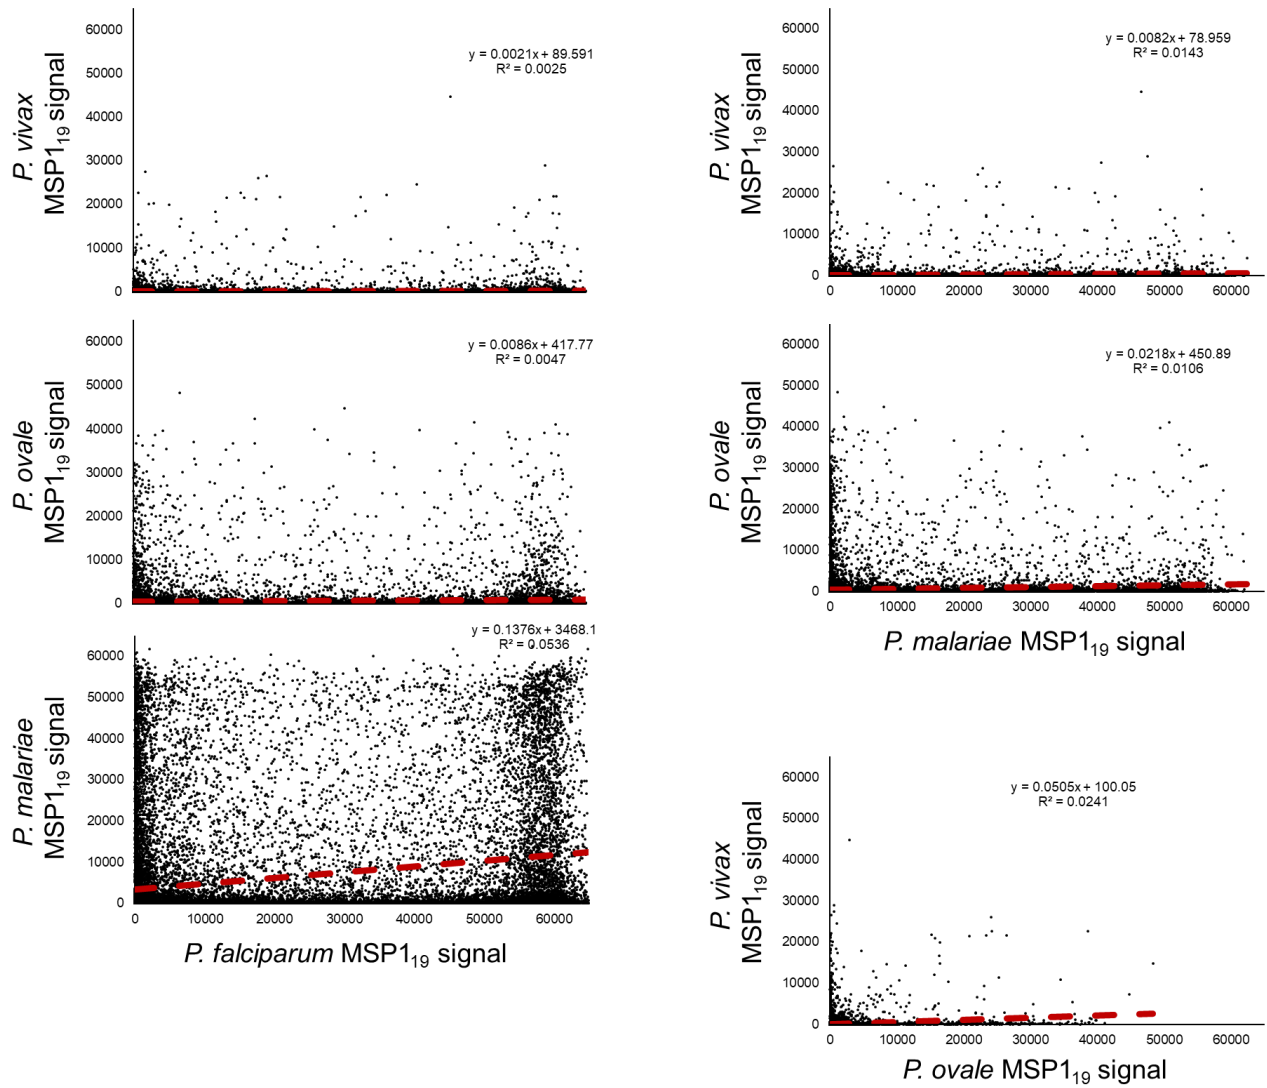 P. vivax
MSP1₁₉ signal
60000
50000
40000
30000
20000
10000
0
y = 0.0021x + 89.591
R² = 0.0025
P. ovale
MSP1₁₉ signal
60000
50000
40000
30000
20000
10000
0
y = 0.0086x + 417.77
R² = 0.0047
P. malariae
MSP1₁₉ signal
60000
50000
40000
30000
20000
10000
0
y = 0.1376x + 3468.1
R² = 0.0536
0 10000 20000 30000 40000 50000 60000
P. falciparum MSP1₁₉ signal
P. vivax
MSP1₁₉ signal
60000
50000
40000
30000
20000
10000
0
y = 0.0082x + 78.959
R² = 0.0143
0 10000 20000 30000 40000 50000 60000
P. ovale
MSP1₁₉ signal
60000
50000
40000
30000
20000
10000
0
y = 0.0218x + 450.89
R² = 0.0106
0 10000 20000 30000 40000 50000 60000
P. malariae MSP1₁₉ signal
P. vivax
MSP1₁₉ signal
60000
50000
40000
30000
20000
10000
0
y = 0.0505x + 100.05
R² = 0.0241
0 10000 20000 30000 40000 50000 60000
P. ovale MSP1₁₉ signal